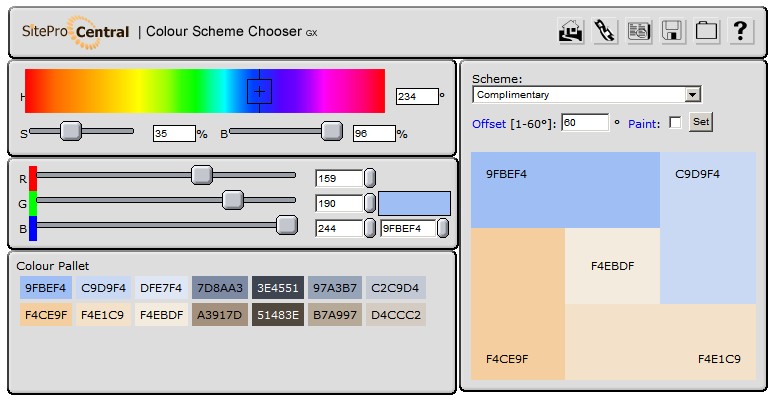 SitePro Central | Colour Scheme Chooser GX
?
H 234 °
S 35 % B 96 %
R 159
G 190
B 244 9FBEF4
Colour Pallet
9FBEF4 C9D9F4 DFE7F4 7D8AA3 3E4551 97A3B7 C2C9D4
F4CE9F F4E1C9 F4EBDF A3917D 51483E B7A997 D4CCC2
Scheme:
Complimentary
Offset [1-60°]: 60 ° Paint: Set
9FBEF4 C9D9F4
F4EBDF
F4CE9F F4E1C9